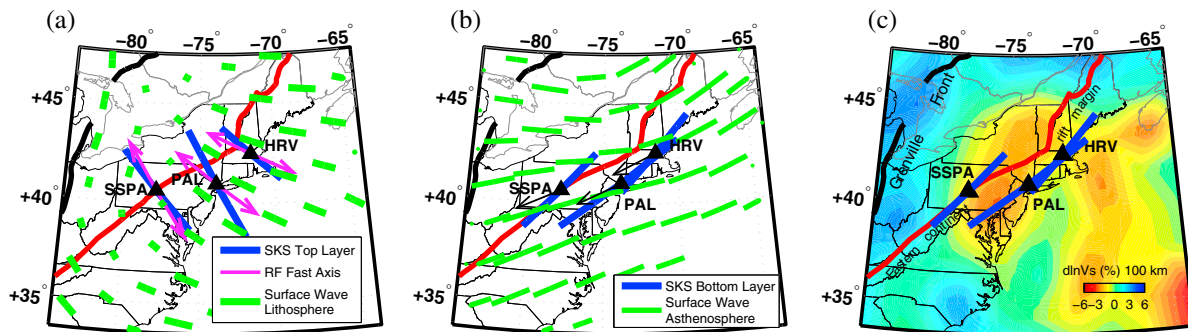 (a)
−80
−75
−70
−65
+45
+40
+35
HRV
PAL
SSPA
SKS Top Layer
RF Fast Axis
Surface Wave
Lithosphere
(b)
−80
−75
−70
−65
+45
+40
+35
HRV
SSPA
PAL
SKS Bottom Layer
Surface Wave
Asthenosphere
(c)
−80
−75
−70
−65
+45
+40
+35
Grenville
Front
rift margin
HRV
SSPA
PAL
Eastern continent
dlnVs (%) 100 km
−6−3 0 3 6